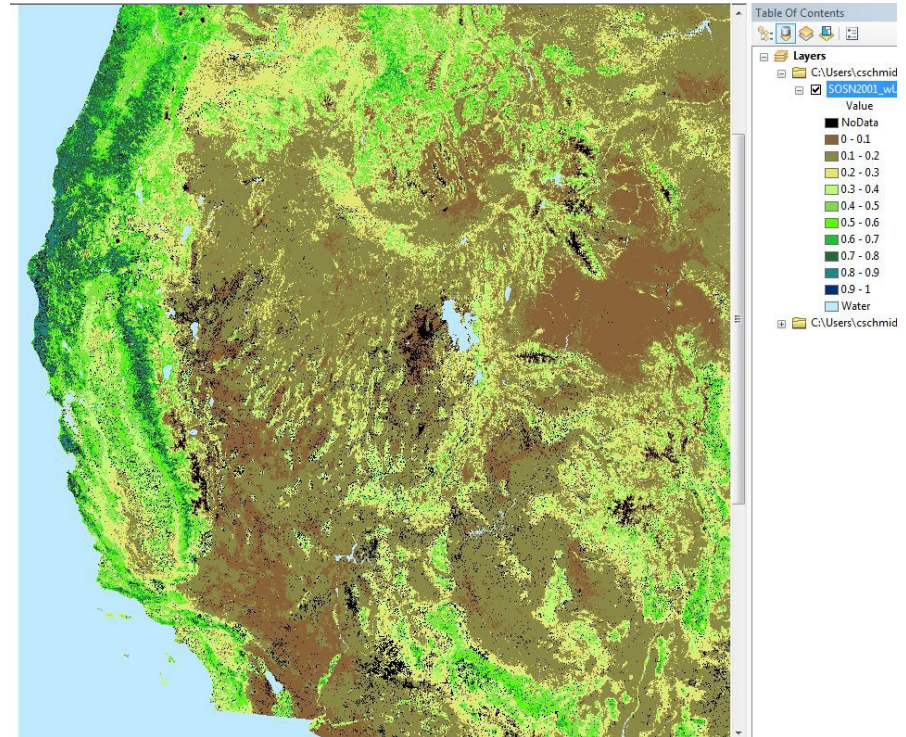 Table Of Contents
Layers
C:\Users\cschmid
SOSN2001_wU
Value
NoData
0 - 0.1
0.1 - 0.2
0.2 - 0.3
0.3 - 0.4
0.4 - 0.5
0.5 - 0.6
0.6 - 0.7
0.7 - 0.8
0.8 - 0.9
0.9 - 1
Water
C:\Users\cschmid